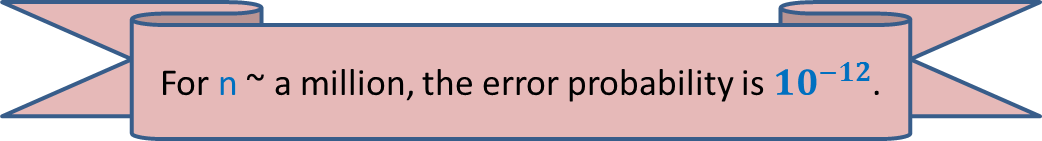 For n ~ a million, the error probability is 10⁻¹².